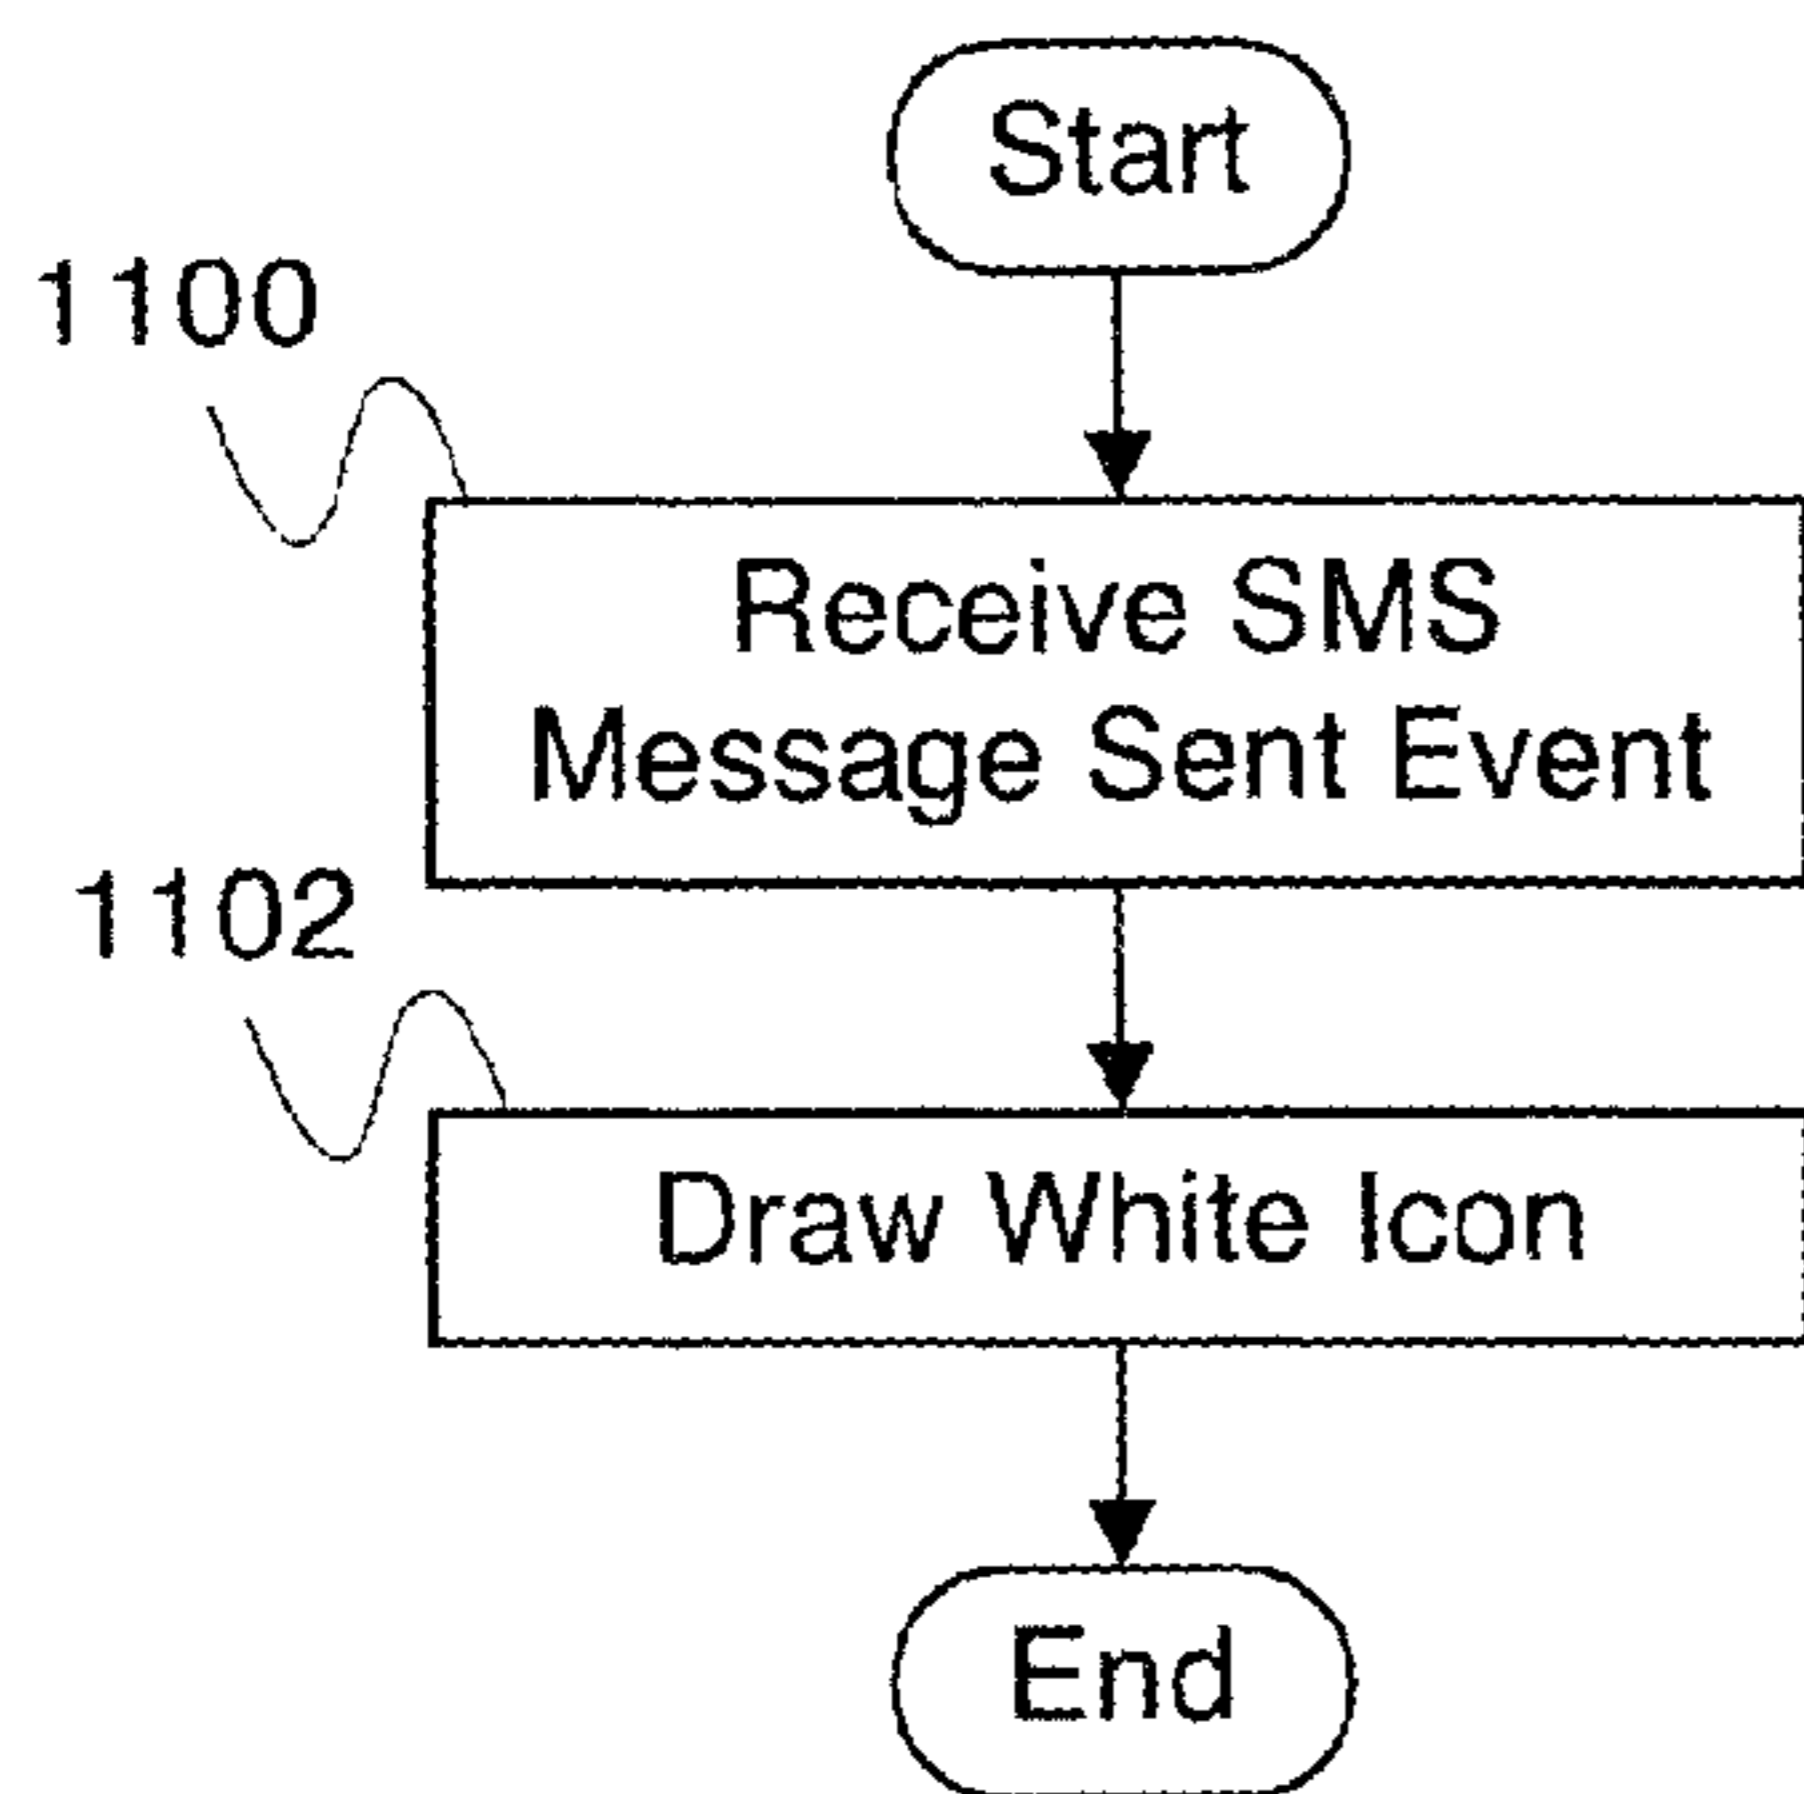 Start
1100
Receive SMS
Message Sent Event
1102
Draw White Icon
End